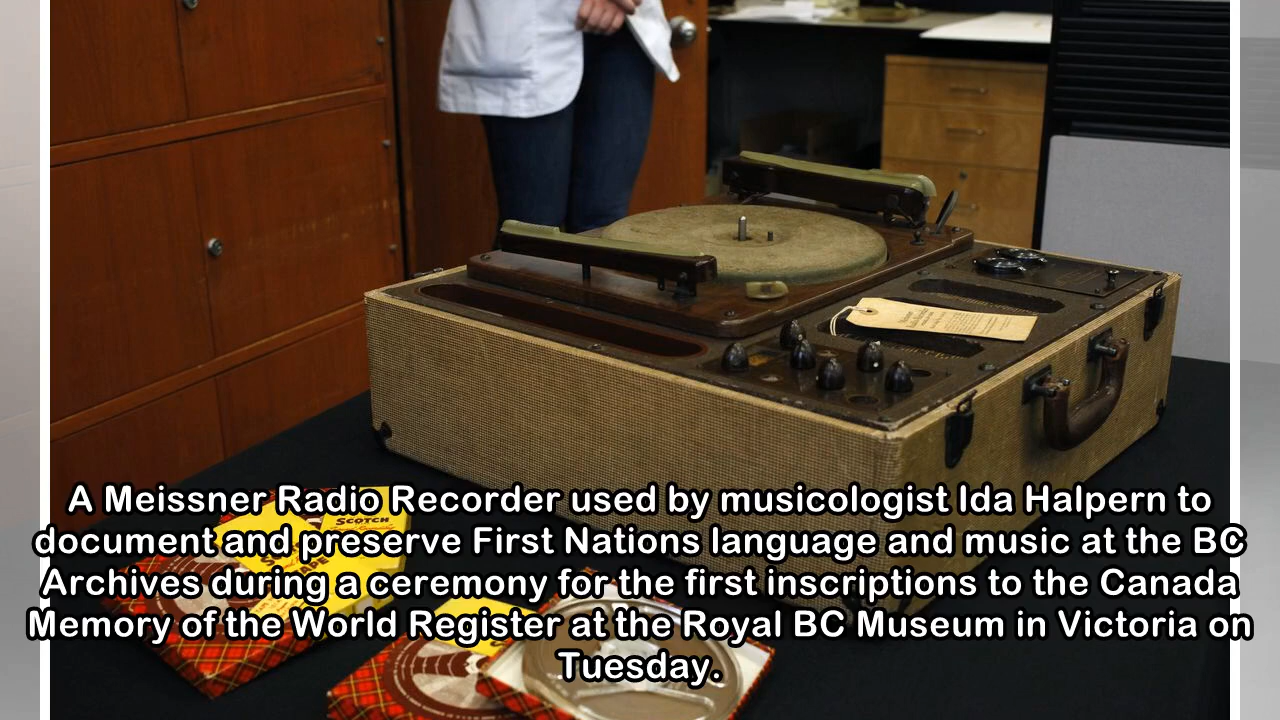 A Meissner Radio Recorder used by musicologist Ida Halpern to
document and preserve First Nations language and music at the BC
Archives during a ceremony for the first inscriptions to the Canada
Memory of the World Register at the Royal BC Museum in Victoria on
Tuesday.
SCOTCH